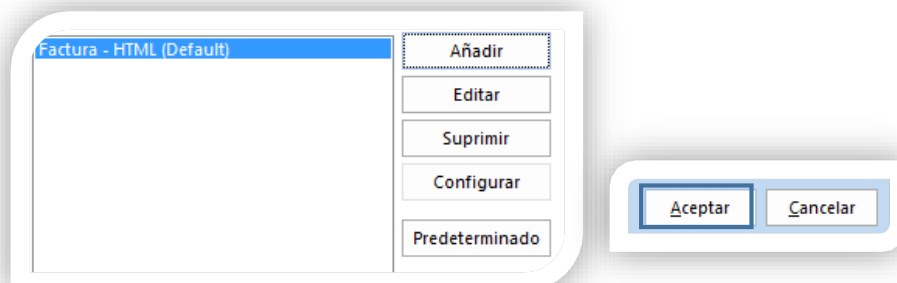 Factura - HTML (Default)
Añadir
Editar
Suprimir
Configurar
Predeterminado
Aceptar
Cancelar